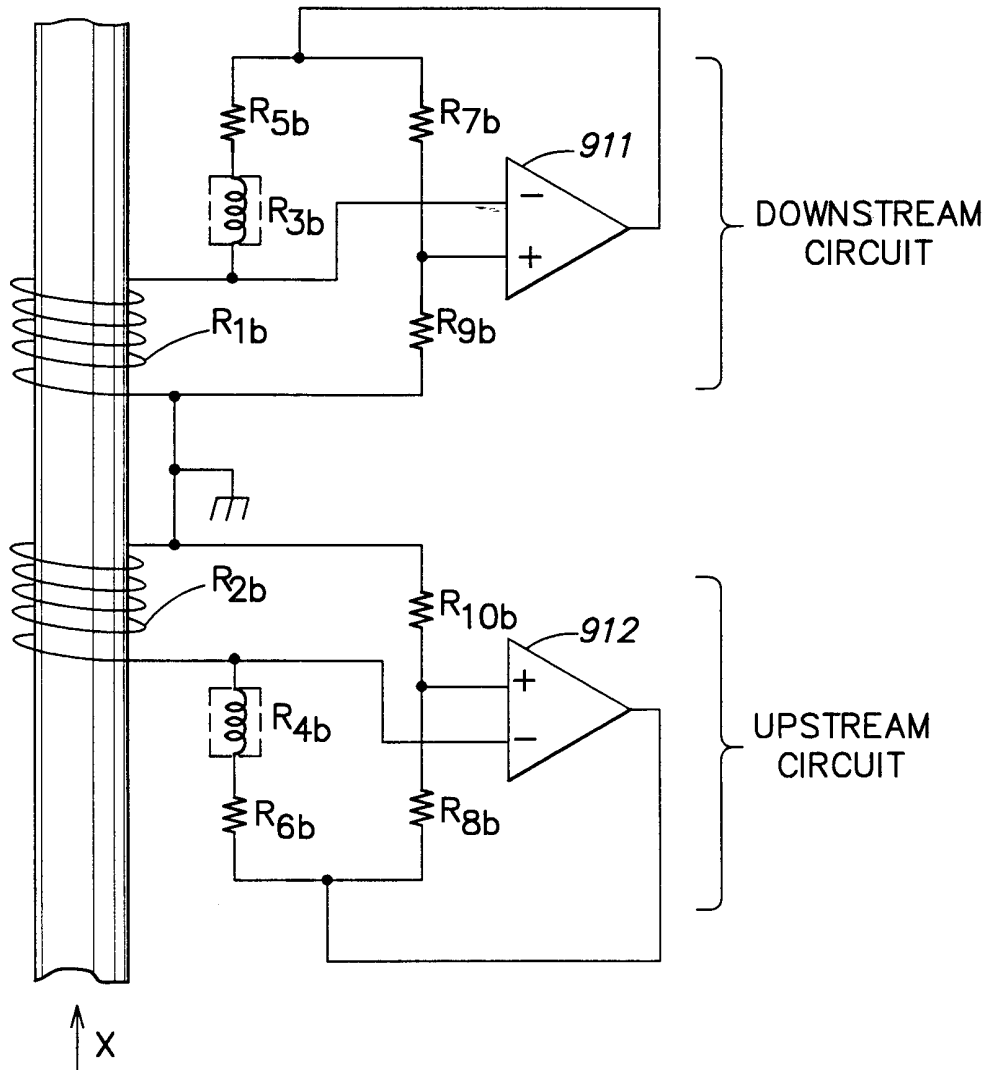 R5b
R7b
911
R3b
DOWNSTREAM
CIRCUIT
−
+
R1b
R9b
R2b
R10b
912
+
−
R4b
UPSTREAM
CIRCUIT
R6b
R8b
X